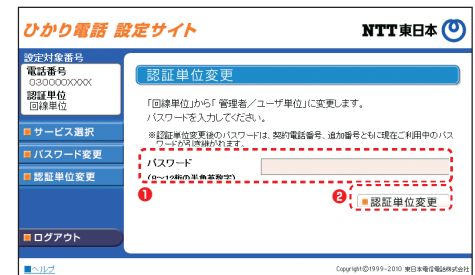 ひかり電話 設定サイト
NTT東日本
設定対象番号
電話番号
030000XXXX
認証単位
回線単位
認証単位変更
「回線単位」から「管理者／ユーザ単位」に変更します。
パスワードを入力してください。
※認証単位変更後のパスワードは、契約電話番号、追加番号ともに現在ご利用中のパス
ワードが引き継がれます。
サービス選択
パスワード変更
認証単位変更
パスワード
(8～12桁の半角英数字)
❶
❷
認証単位変更
ログアウト
ヘルプ
Copyright©1999-2010 東日本電信電話株式会社